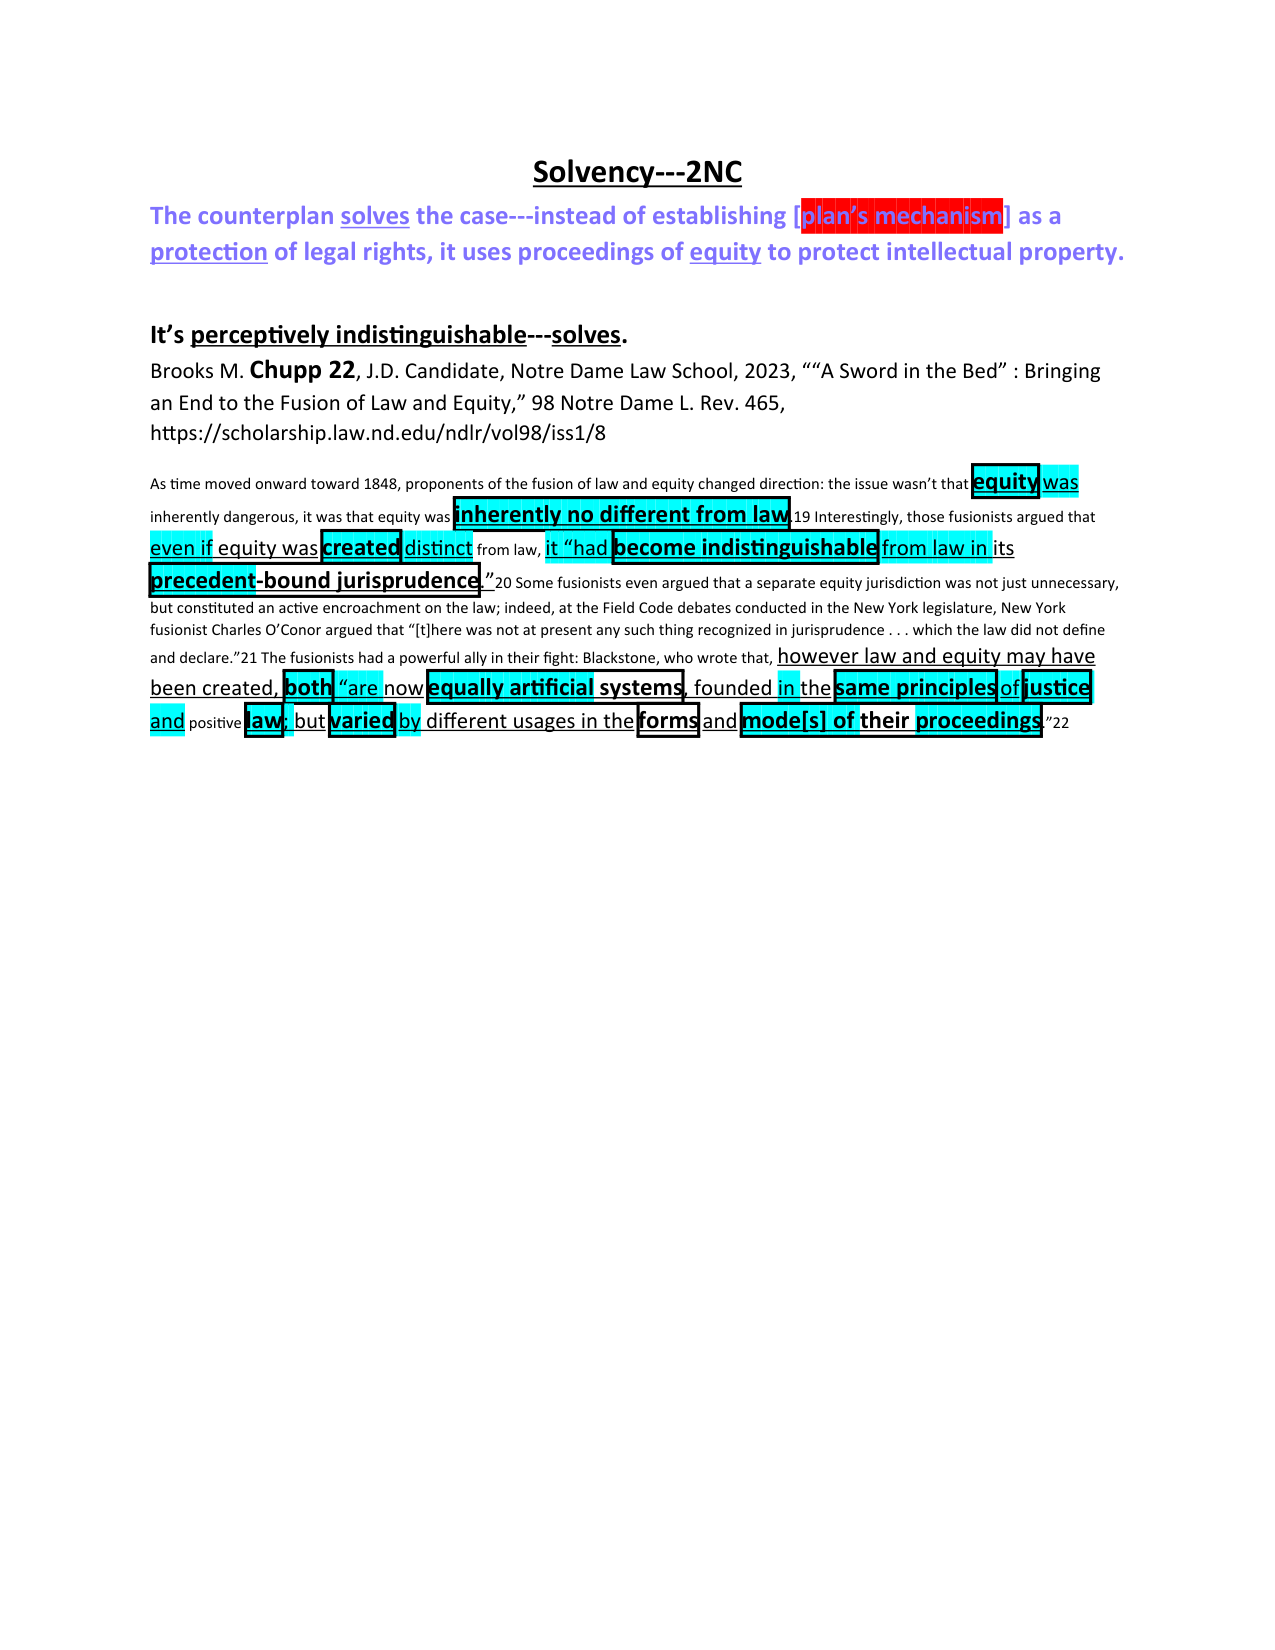 Solvency---2NC
The counterplan solves the case---instead of establishing [plan’s mechanism] as a
protection of legal rights, it uses proceedings of equity to protect intellectual property.
It’s perceptively indistinguishable---solves.
Brooks M. Chupp 22, J.D. Candidate, Notre Dame Law School, 2023, ““A Sword in the Bed” : Bringing
an End to the Fusion of Law and Equity,” 98 Notre Dame L. Rev. 465,
https://scholarship.law.nd.edu/ndlr/vol98/iss1/8
As time moved onward toward 1848, proponents of the fusion of law and equity changed direction: the issue wasn’t that equity was
inherently dangerous, it was that equity was inherently no different from law.19 Interestingly, those fusionists argued that
even if equity was created distinct from law, it “had become indistinguishable from law in its
precedent-bound jurisprudence.”20 Some fusionists even argued that a separate equity jurisdiction was not just unnecessary,
but constituted an active encroachment on the law; indeed, at the Field Code debates conducted in the New York legislature, New York
fusionist Charles O’Conor argued that “[t]here was not at present any such thing recognized in jurisprudence . . . which the law did not define
and declare.”21 The fusionists had a powerful ally in their fight: Blackstone, who wrote that, however law and equity may have
been created, both “are now equally artificial systems, founded in the same principles of justice
and positive law; but varied by different usages in the forms and mode[s] of their proceedings.”22